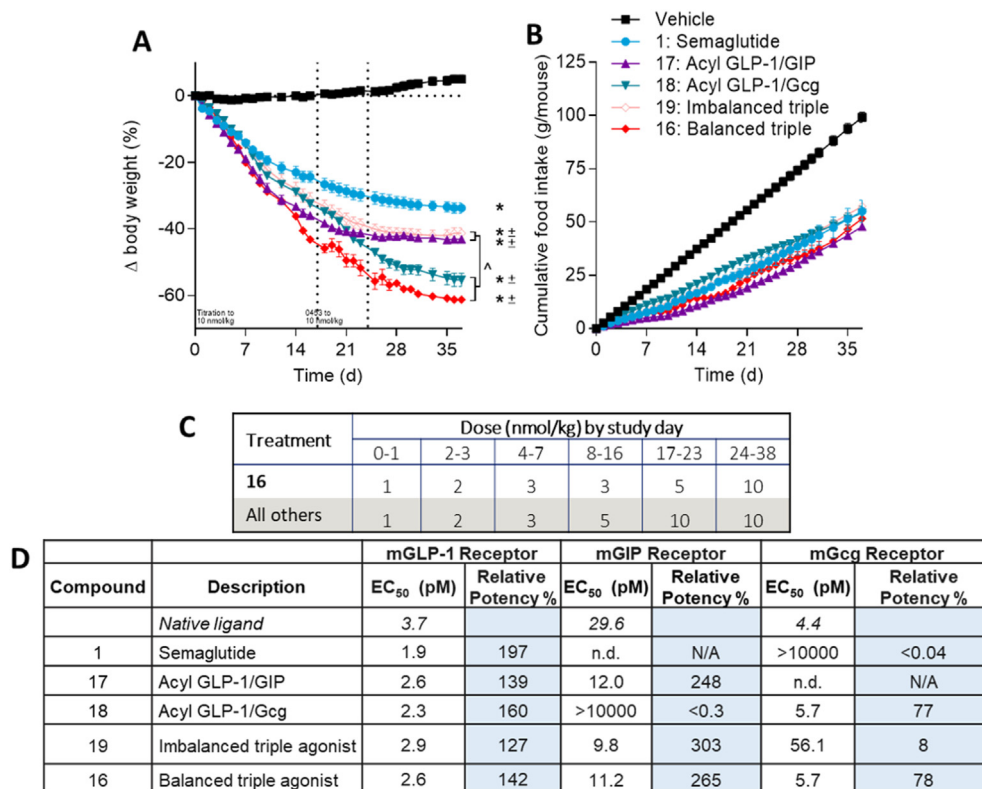 A
Δ body weight (%)
0
-20
-40
-60
Titration to
10 nmol/kg
to
10 nmol/kg
*
* ±
* ±
^
* ±
* ±
0 7 14 21 28 35
Time (d)
B
Vehicle
1: Semaglutide
17: Acyl GLP-1/GIP
18: Acyl GLP-1/Gcg
19: Imbalanced triple
16: Balanced triple
Cumulative food intake (g/mouse)
125
100
75
50
25
0
0 7 14 21 28 35
Time (d)
C
Treatment Dose (nmol/kg) by study day
0-1 2-3 4-7 8-16 17-23 24-38
16 1 2 3 3 5 10
All others 1 2 3 5 10 10
D
mGLP-1 Receptor mGIP Receptor mGcg Receptor
Compound Description EC50 (pM) Relative Potency % EC50 (pM) Relative Potency % EC50 (pM) Relative Potency %
Native ligand 3.7 29.6 4.4
1 Semaglutide 1.9 197 n.d. N/A >10000 <0.04
17 Acyl GLP-1/GIP 2.6 139 12.0 248 n.d. N/A
18 Acyl GLP-1/Gcg 2.3 160 >10000 <0.3 5.7 77
19 Imbalanced triple agonist 2.9 127 9.8 303 56.1 8
16 Balanced triple agonist 2.6 142 11.2 265 5.7 78